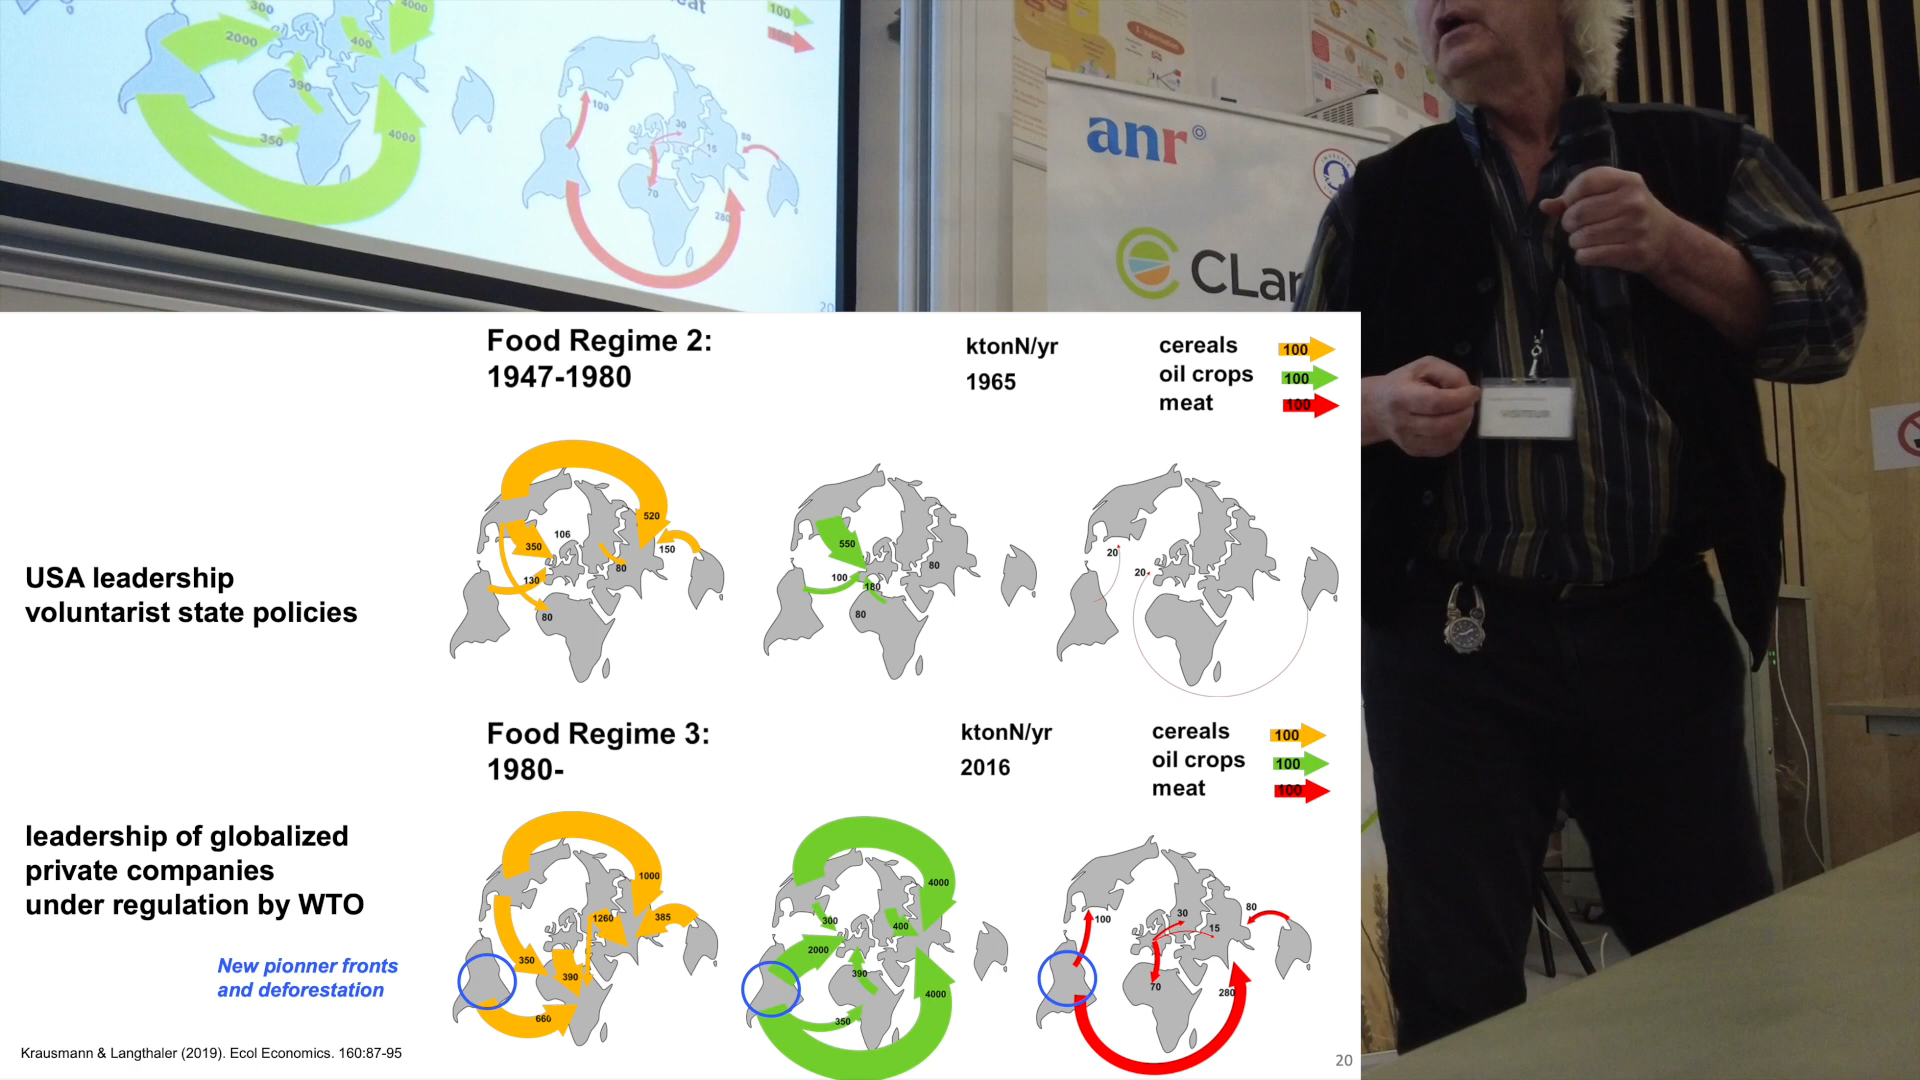 300
2000
400
4000
390
350
4000
100
100
30
80
15
70
280
20
anr
CLan
VISITEUR
Food Regime 2:
1947-1980
ktonN/yr
1965
cereals 100
oil crops 100
meat 100
USA leadership
voluntarist state policies
520
106
350
150
80
130
80
550
100
180
80
80
20
20
Food Regime 3:
1980-
ktonN/yr
2016
cereals 100
oil crops 100
meat 100
leadership of globalized
private companies
under regulation by WTO
New pionner fronts
and deforestation
1000
1260
385
350
390
660
4000
300
400
2000
390
4000
350
100
30
80
15
70
280
Krausmann & Langthaler (2019). Ecol Economics. 160:87-95
20